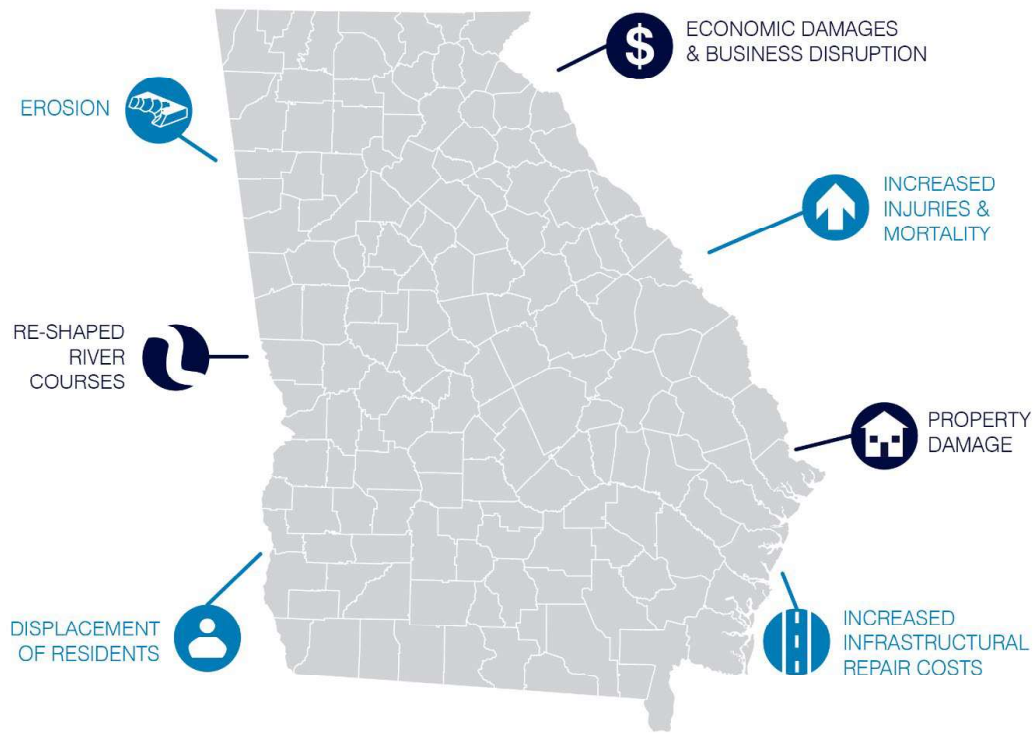 ECONOMIC DAMAGES
& BUSINESS DISRUPTION
EROSION
INCREASED
INJURIES &
MORTALITY
RE-SHAPED
RIVER
COURSES
PROPERTY
DAMAGE
DISPLACEMENT
OF RESIDENTS
INCREASED
INFRASTRUCTURAL
REPAIR COSTS